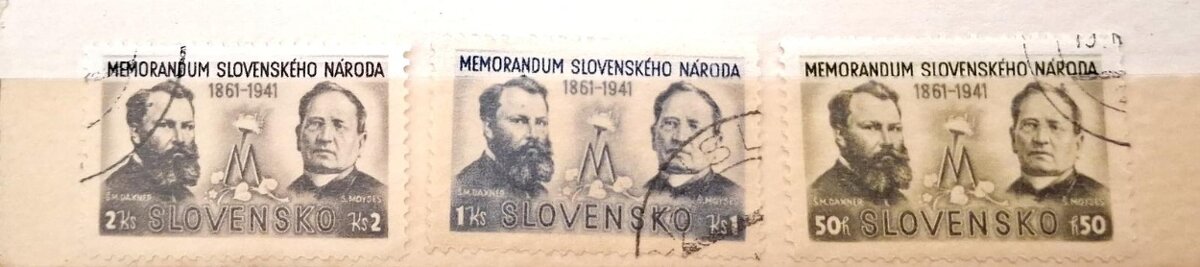 MEMORANDUM SLOVENSKÉHO NÁRODA
1861-1941
Š.M.DAXNER
Š.MOYSES
2Ks SLOVENSKO Ks2
MEMORANDUM SLOVENSKÉHO NÁRODA
1861-1941
Š.M.DAXNER
Š.MOYSES
1Ks SLOVENSKO Ks1
MEMORANDUM SLOVENSKÉHO NÁRODA
1861-1941
Š.M.DAXNER
Š.MOYSES
50h SLOVENSKO h50